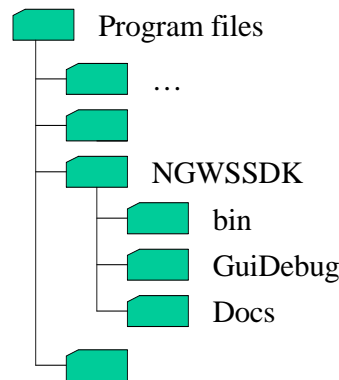 Program files
…
NGWSSDK
bin
GuiDebug
Docs